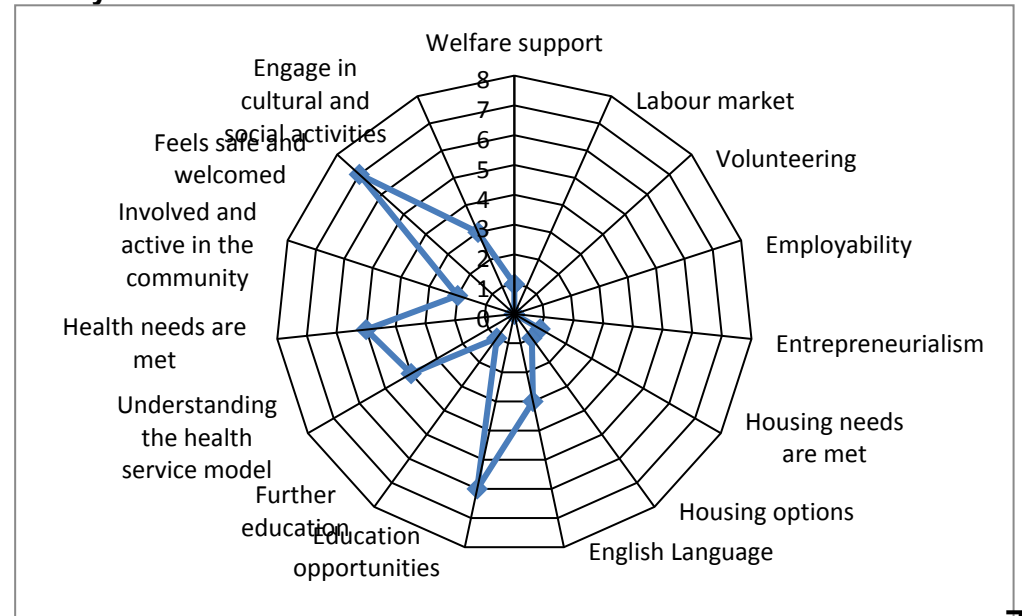 Welfare support
Labour market
Volunteering
Employability
Entrepreneurialism
Housing needs
are met
Housing options
English Language
Education
opportunities
Further
education
Understanding
the health
service model
Health needs are
met
Involved and
active in the
community
Feels safe and
welcomed
Engage in
cultural and
social activities
8
7
6
5
4
3
2
1
0